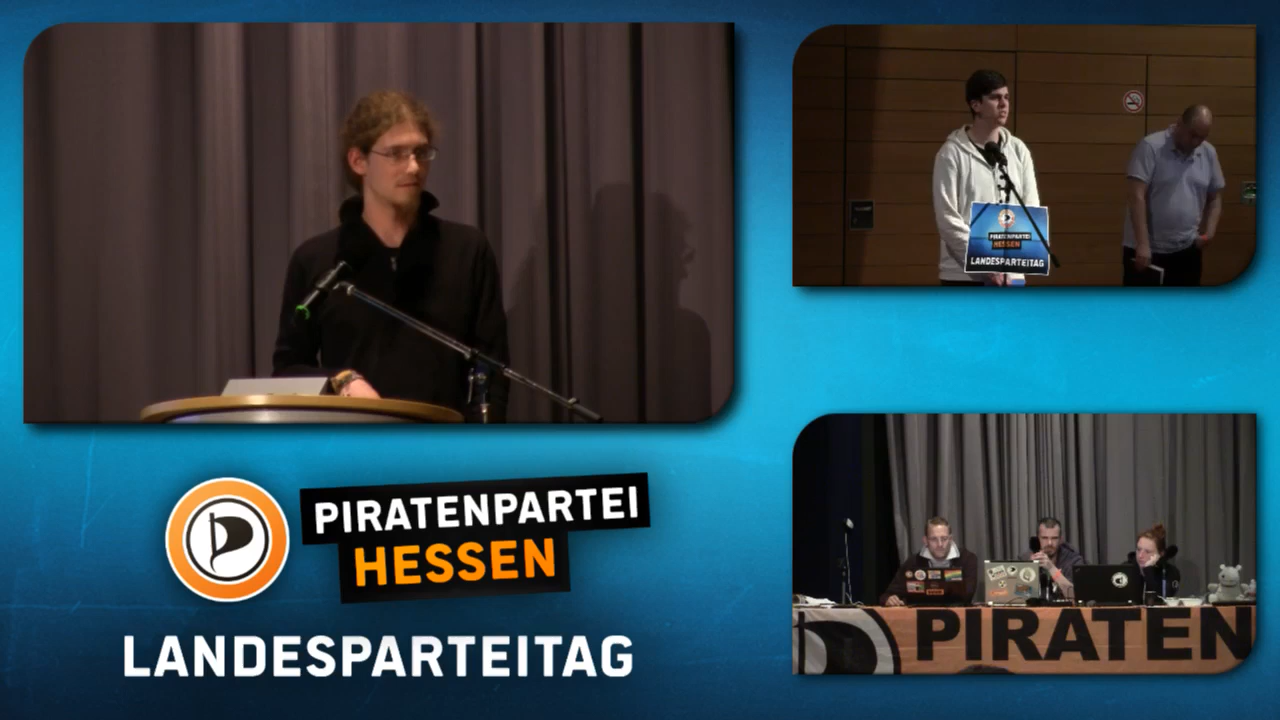 PIRATENPARTEI
HESSEN
LANDESPARTEITAG
PIRATENPARTEI
HESSEN
LANDESPARTEITAG
PIRATEN